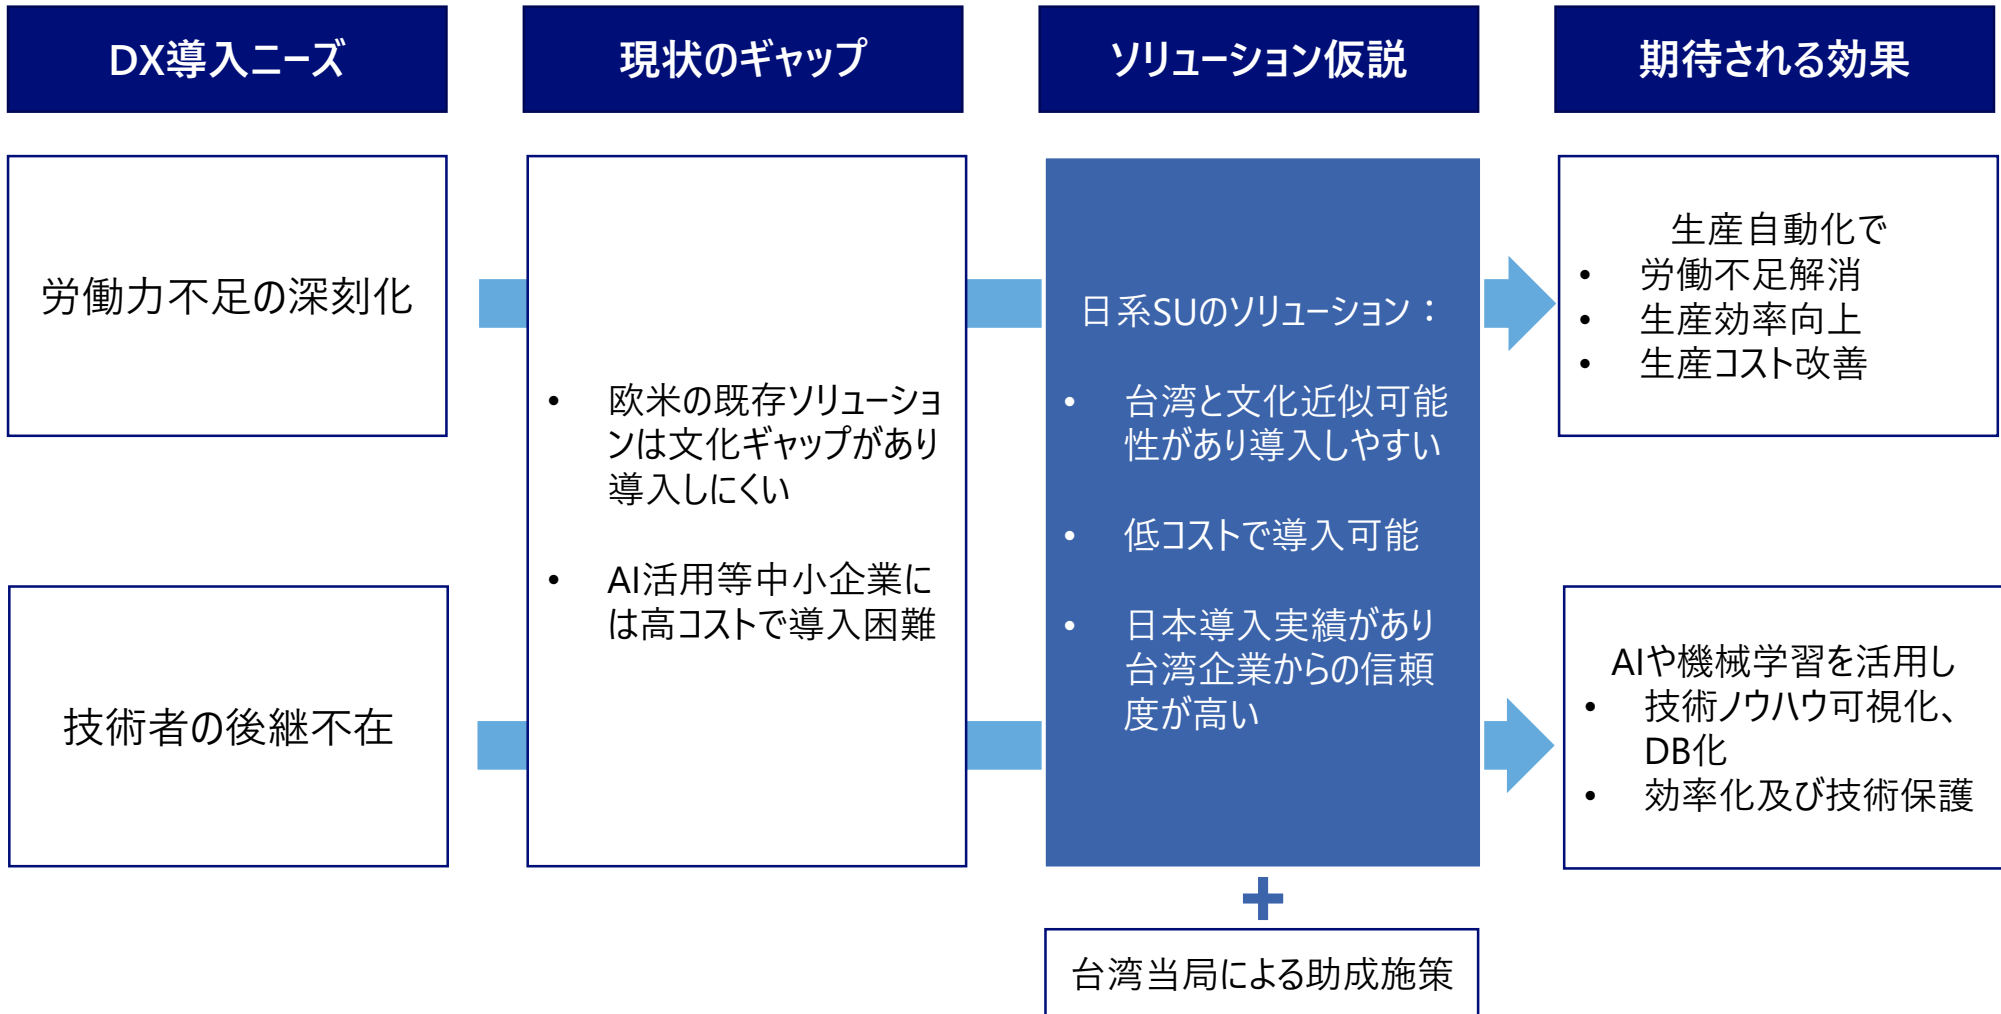 DX導入ニーズ
現状のギャップ
ソリューション仮説
期待される効果
労働力不足の深刻化
技術者の後継不在
• 欧米の既存ソリューショ
ンは文化ギャップがあり
導入しにくい
• AI活用等中小企業に
は高コストで導入困難
日系SUのソリューション：
• 台湾と文化近似可能
性があり導入しやすい
• 低コストで導入可能
• 日本導入実績があり
台湾企業からの信頼
度が高い
+
台湾当局による助成施策
生産自動化で
• 労働不足解消
• 生産効率向上
• 生産コスト改善
AIや機械学習を活用し
• 技術ノウハウ可視化、
DB化
• 効率化及び技術保護